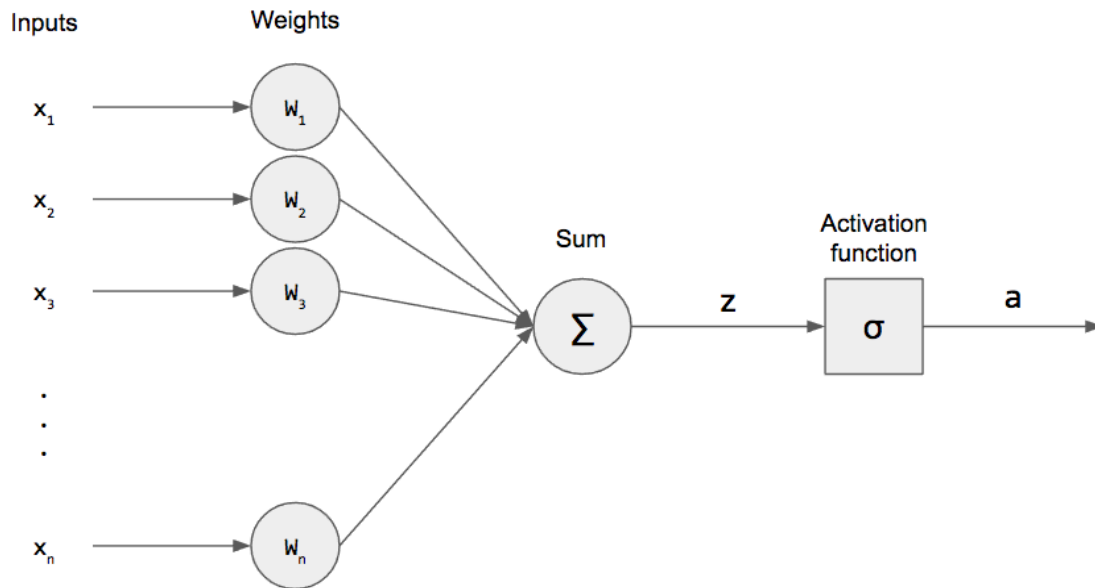 Inputs
Weights
x₁
W₁
x₂
W₂
x₃
W₃
Sum
Σ
z
Activation
function
σ
a
.
.
.
xₙ
Wₙ